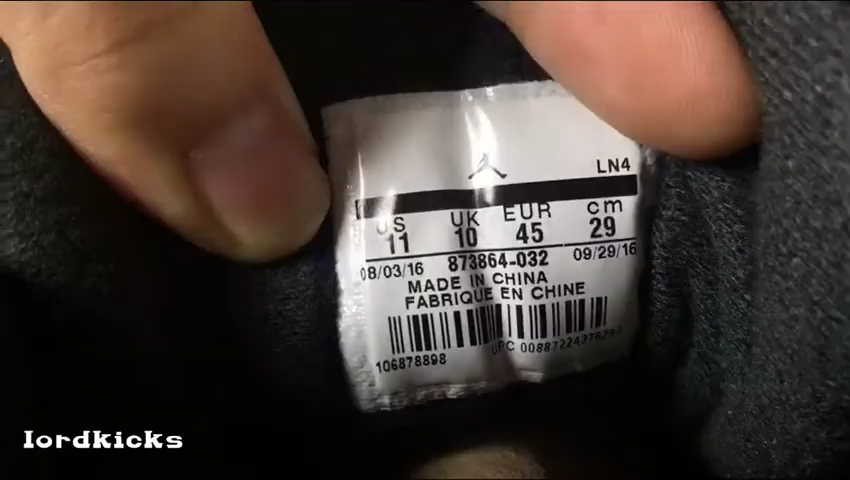 LN4
US UK EUR cm
11 10 45 29
08/03/16 873864-032 09/29/16
MADE IN CHINA
FABRIQUE EN CHINE
106878898 UPC
lordkicks